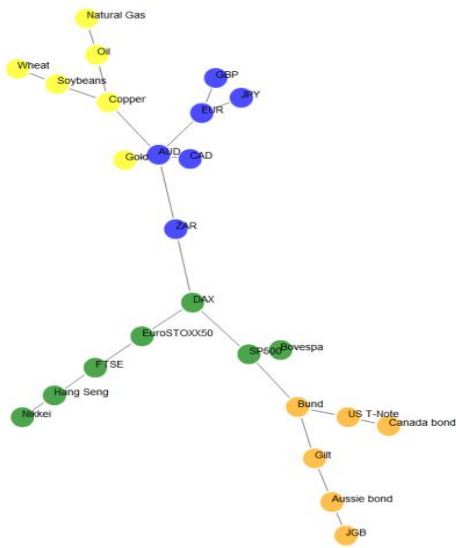 Natural Gas
Oil
Wheat
Soybeans
Copper
GBP
JPY
EUR
Gold
AUD
CAD
ZAR
DAX
EuroSTOXX50
SP500
Bovespa
FTSE
Hang Seng
Nikkei
Bund
US T-Note
Canada bond
Gilt
Aussie bond
JGB